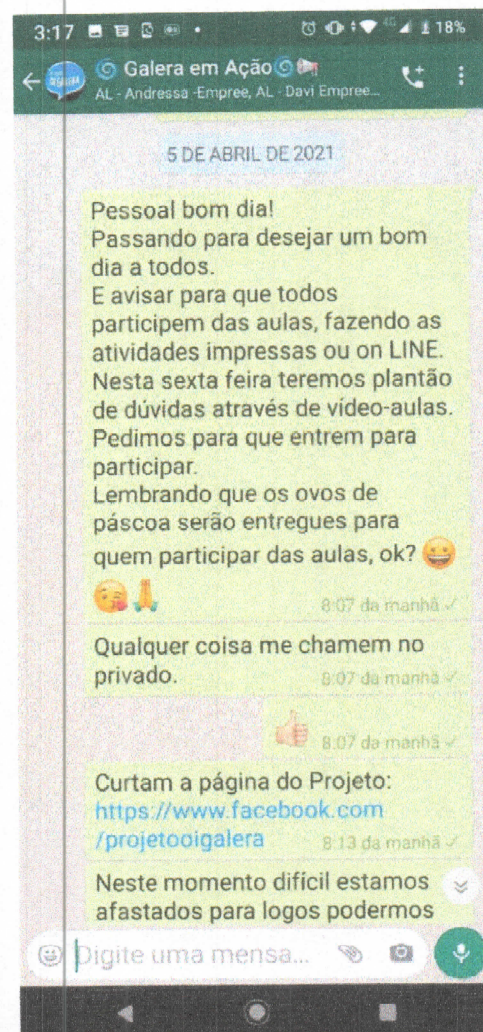 3:17
4G
18%
Galera em Ação
AL - Andressa -Empree, AL - Davi Empree...
5 DE ABRIL DE 2021
Pessoal bom dia!
Passando para desejar um bom
dia a todos.
E avisar para que todos
participem das aulas, fazendo as
atividades impressas ou on LINE.
Nesta sexta feira teremos plantão
de dúvidas através de vídeo-aulas.
Pedimos para que entrem para
participar.
Lembrando que os ovos de
páscoa serão entregues para
quem participar das aulas, ok? 😀
😘🙏
8:07 da manhã
Qualquer coisa me chamem no
privado.
8:07 da manhã
👍
8:07 da manhã
Curtam a página do Projeto:
https://www.facebook.com
/projetooigalera
8:13 da manhã
Neste momento difícil estamos
afastados para logos podermos
Digite uma mensa...